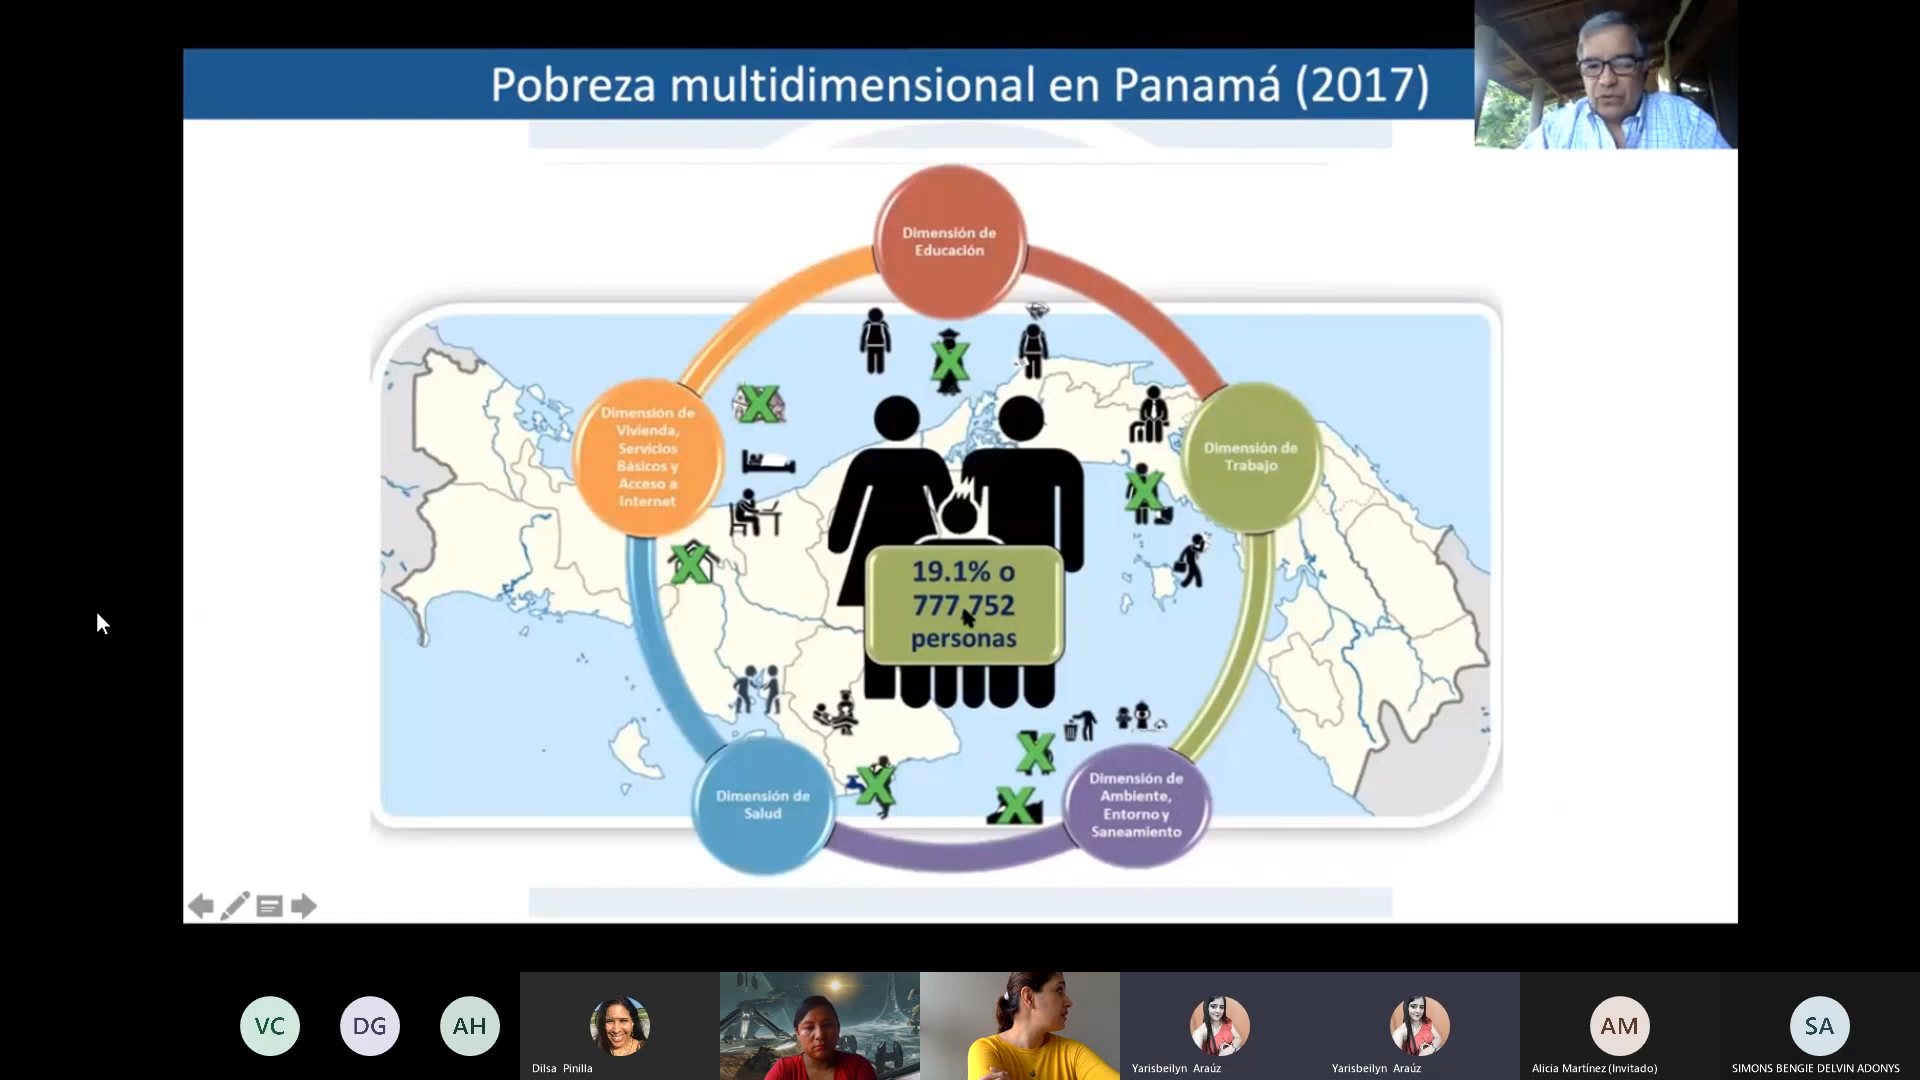 Pobreza multidimensional en Panamá (2017)
Dimensión de
Educación
Dimensión de
Vivienda,
Servicios
Básicos y
Acceso a
Internet
Dimensión de
Trabajo
19.1% o
777,752
personas
Dimensión de
Salud
Dimensión de
Ambiente,
Entorno y
Saneamiento
VC
DG
AH
Dilsa Pinilla
Yarisbeilyn Araúz
Yarisbeilyn Araúz
AM
Alicia Martínez (Invitado)
SA
SIMONS BENGIE DELVIN ADONYS